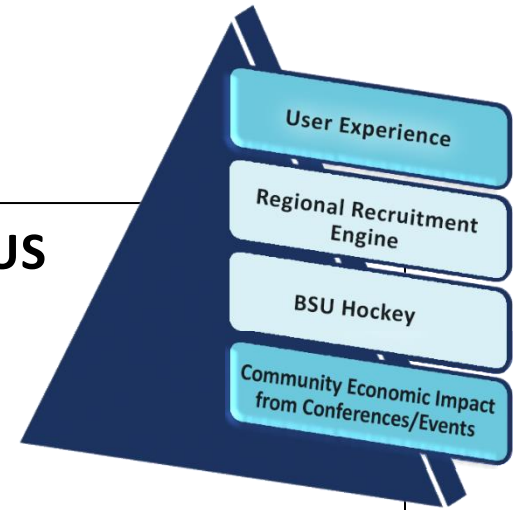 User Experience
Regional Recruitment
Engine
US
BSU Hockey
Community Economic Impact
from Conferences/Events